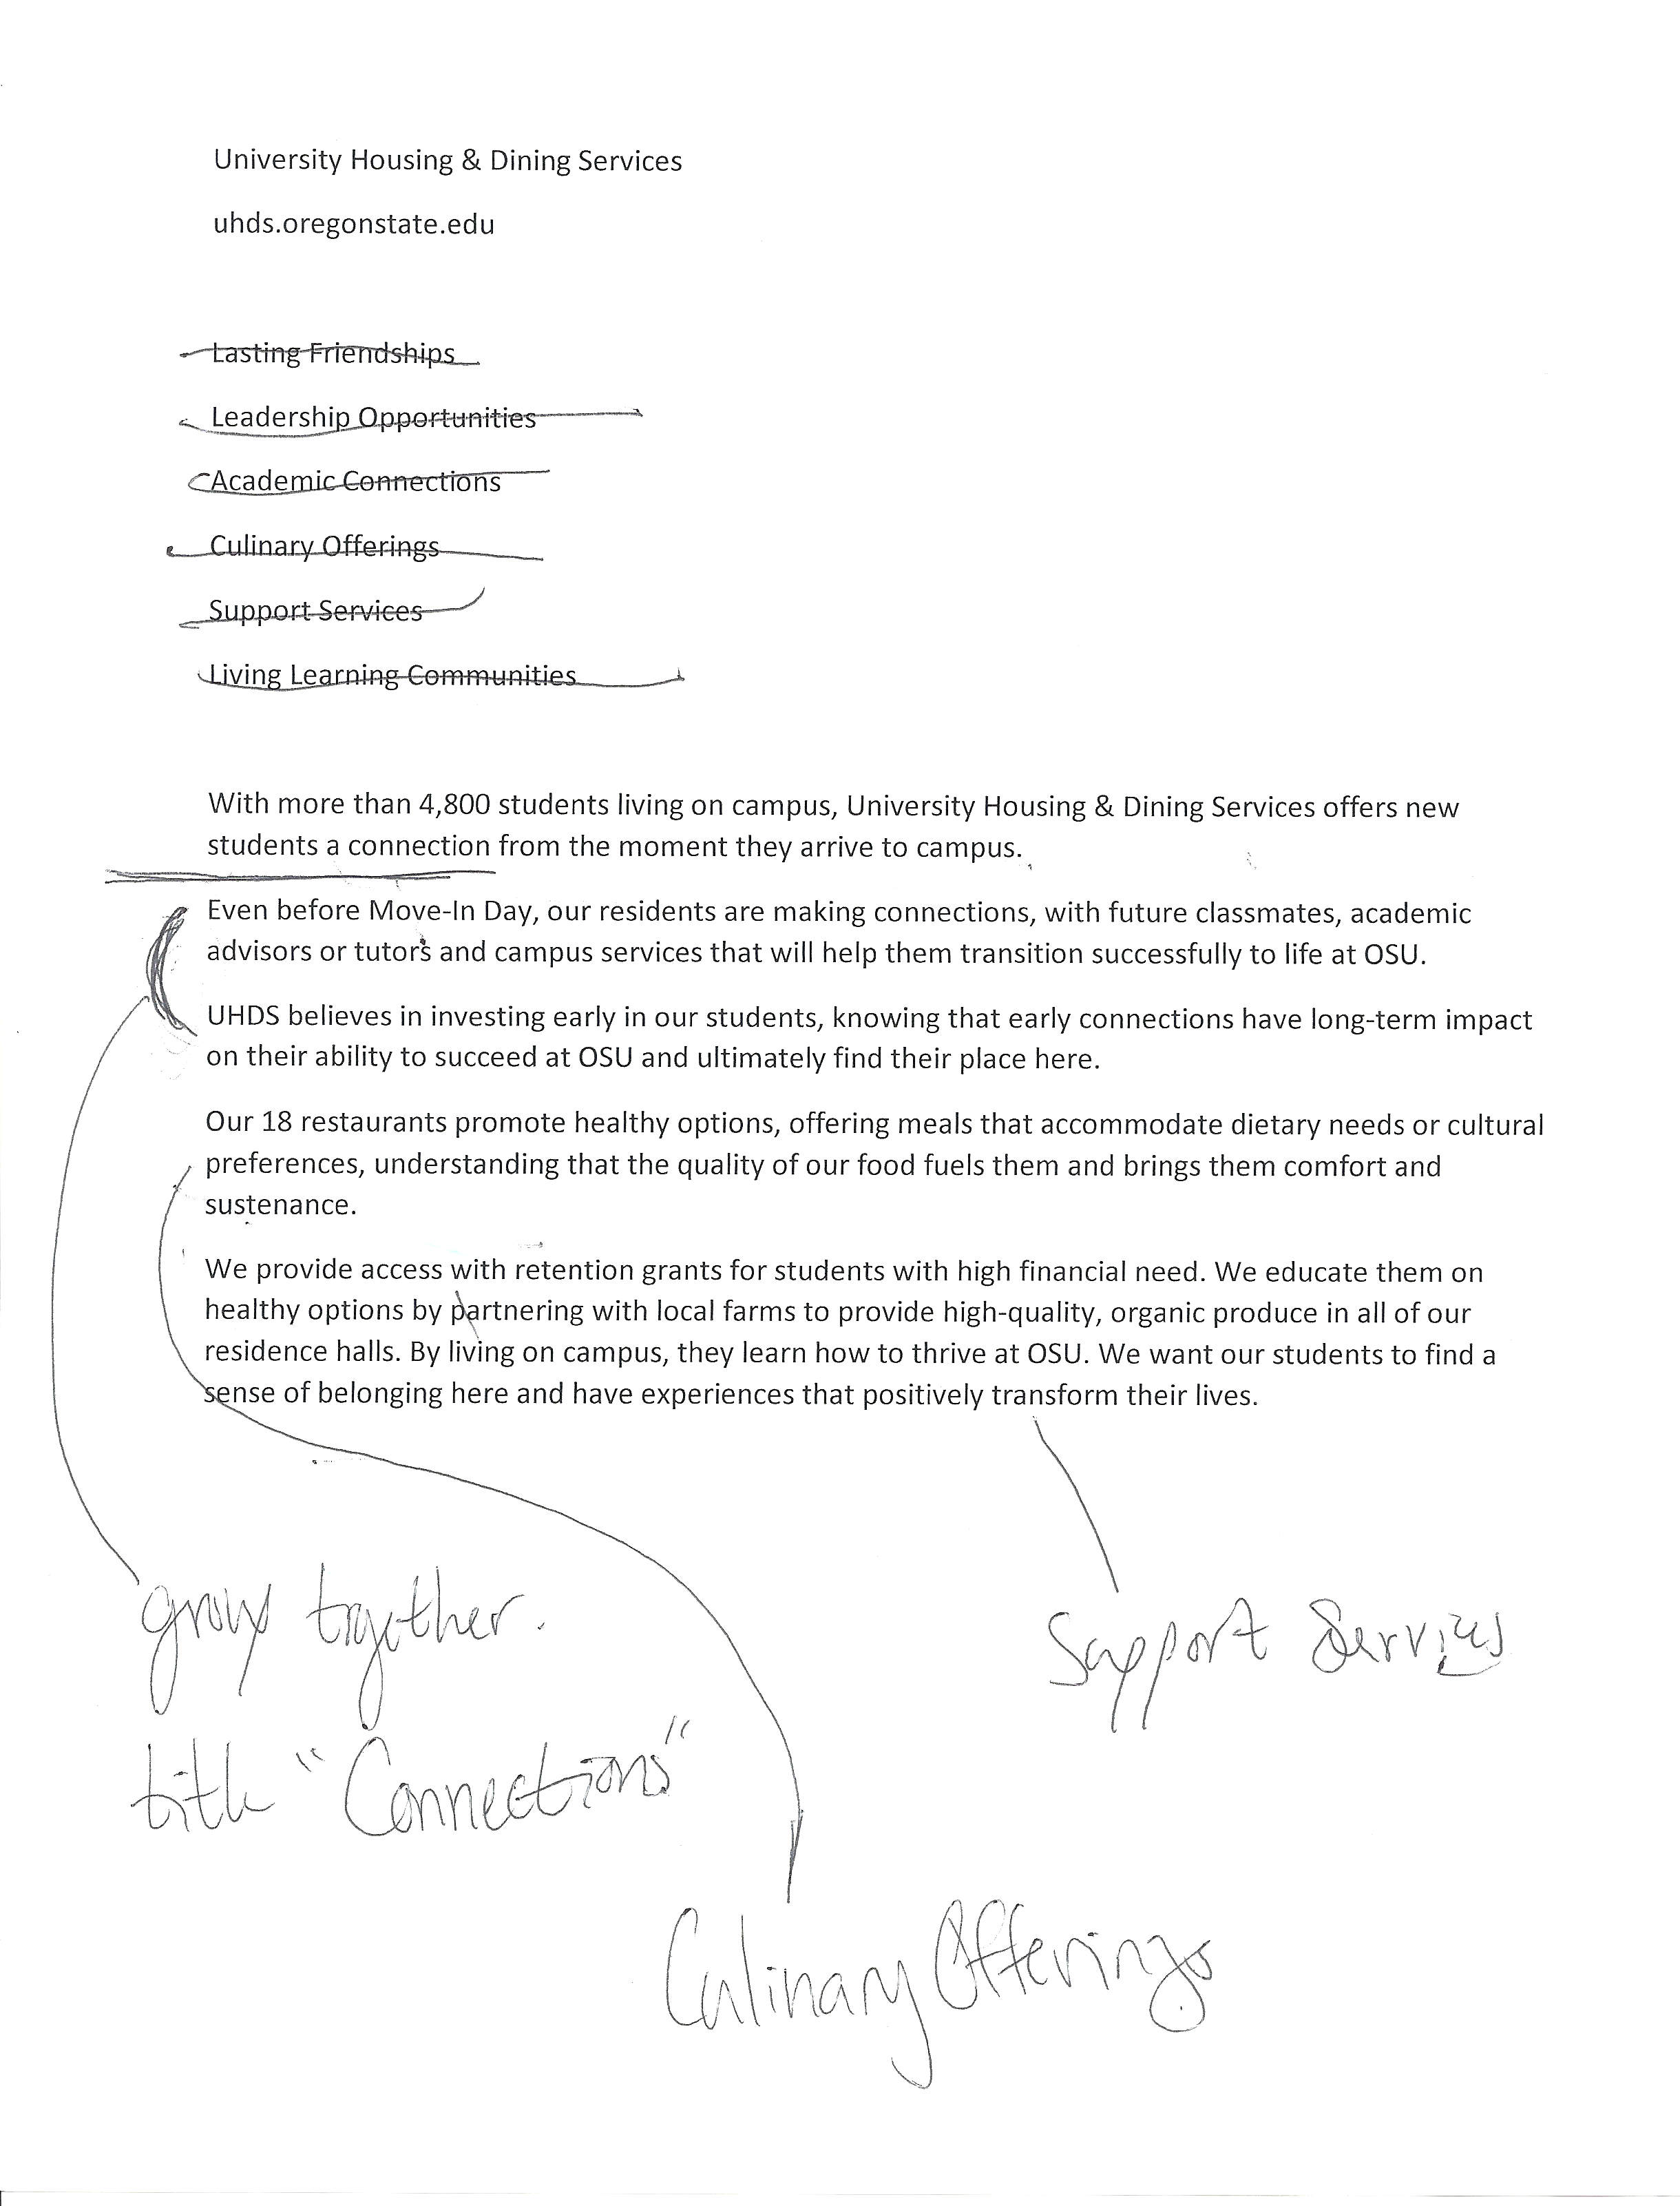 University Housing & Dining Services
uhds.oregonstate.edu
Lasting Friendships
Leadership Opportunities
Academic Connections
Culinary Offerings
Support Services
Living Learning Communities
With more than 4,800 students living on campus, University Housing & Dining Services offers new
students a connection from the moment they arrive to campus.
Even before Move-In Day, our residents are making connections, with future classmates, academic
advisors or tutors and campus services that will help them transition successfully to life at OSU.
UHDS believes in investing early in our students, knowing that early connections have long-term impact
on their ability to succeed at OSU and ultimately find their place here.
Our 18 restaurants promote healthy options, offering meals that accommodate dietary needs or cultural
preferences, understanding that the quality of our food fuels them and brings them comfort and
sustenance.
We provide access with retention grants for students with high financial need. We educate them on
healthy options by partnering with local farms to provide high-quality, organic produce in all of our
residence halls. By living on campus, they learn how to thrive at OSU. We want our students to find a
sense of belonging here and have experiences that positively transform their lives.
group together.
title "Connections"
Support Services
Culinary Offerings